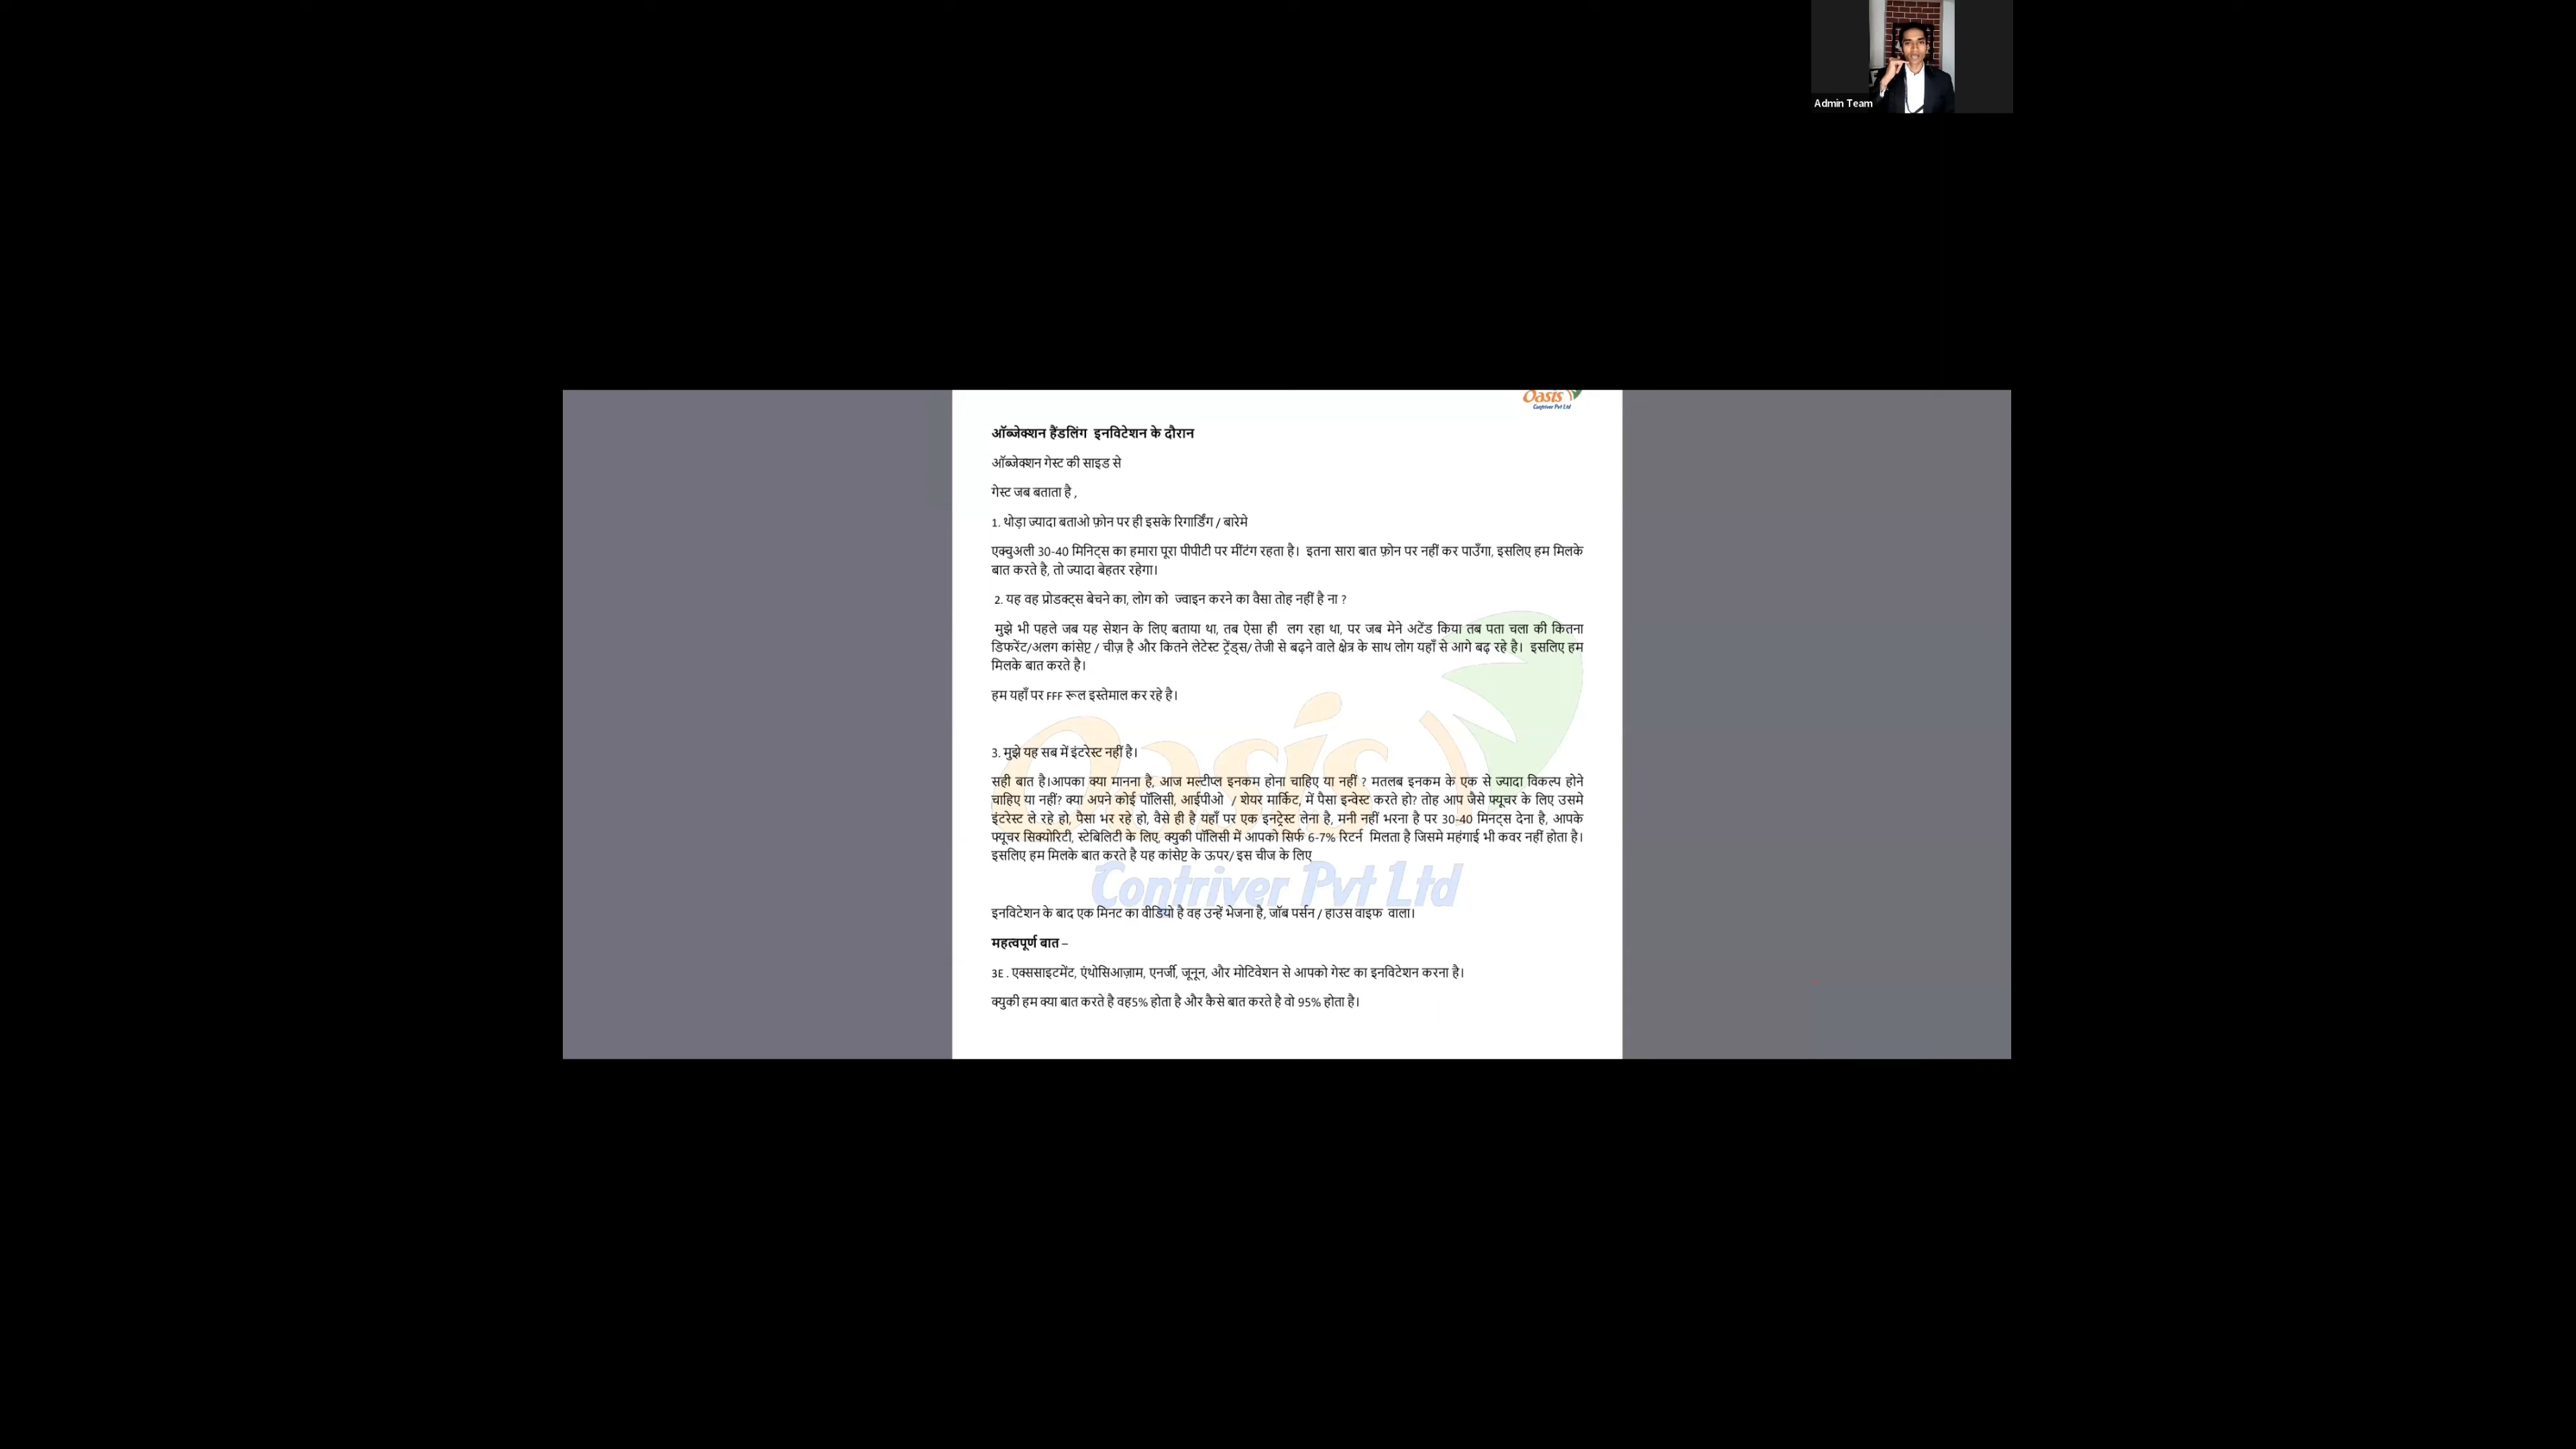 Admin Team
Oasis
Contriver Pvt Ltd
ऑब्जेक्शन हैंडलिंग इनविटेशन के दौरान
ऑब्जेक्शन गेस्ट की साइड से
गेस्ट जब बताता है ,
1. थोड़ा ज्यादा बताओ फ़ोन पर ही इसके रिगार्डिंग / बारेमे
एक्चुअली 30-40 मिनिट्स का हमारा पूरा पीपीटी पर मीटिंग रहता है। इतना सारा बात फ़ोन पर नहीं कर पाउँगा, इसलिए हम मिलके
बात करते है, तो ज्यादा बेहतर रहेगा।
2. यह वह प्रोडक्ट्स बेचने का, लोग को ज्वाइन करने का वैसा तोह नहीं है ना ?
मुझे भी पहले जब यह सेशन के लिए बताया था, तब ऐसा ही लग रहा था, पर जब मेने अटेंड किया तब पता चला की कितना
डिफरेंट/अलग कांसेप्ट / चीज़ है और कितने लेटेस्ट ट्रेंड्स/ तेजी से बढ़ने वाले क्षेत्र के साथ लोग यहाँ से आगे बढ़ रहे है। इसलिए हम
मिलके बात करते है।
हम यहाँ पर FFF रूल इस्तेमाल कर रहे है।
3. मुझे यह सब में इंटरेस्ट नहीं है।
सही बात है।आपका क्या मानना है, आज मल्टीप्ल इनकम होना चाहिए या नहीं ? मतलब इनकम के एक से ज्यादा विकल्प होने
चाहिए या नहीं? क्या अपने कोई पॉलिसी, आईपीओ / शेयर मार्किट, में पैसा इन्वेस्ट करते हो? तोह आप जैसे फ्यूचर के लिए उसमे
इंटरेस्ट ले रहे हो, पैसा भर रहे हो, वैसे ही है यहाँ पर एक इनट्रेस्ट लेना है, मनी नहीं भरना है पर 30-40 मिनट्स देना है, आपके
फ्यूचर सिक्योरिटी, स्टेबिलिटी के लिए, क्युकी पॉलिसी में आपको सिर्फ 6-7% रिटर्न मिलता है जिसमे महंगाई भी कवर नहीं होता है।
इसलिए हम मिलके बात करते है यह कांसेप्ट के ऊपर/ इस चीज के लिए
Oasis
Contriver Pvt Ltd
इनविटेशन के बाद एक मिनट का वीडियो है वह उन्हें भेजना है, जॉब पर्सन / हाउस वाइफ वाला।
महत्वपूर्ण बात –
3E . एक्ससाइटमेंट, एंथोसिआज़ाम, एनर्जी, जूनून, और मोटिवेशन से आपको गेस्ट का इनविटेशन करना है।
क्युकी हम क्या बात करते है वह5% होता है और कैसे बात करते है वो 95% होता है।